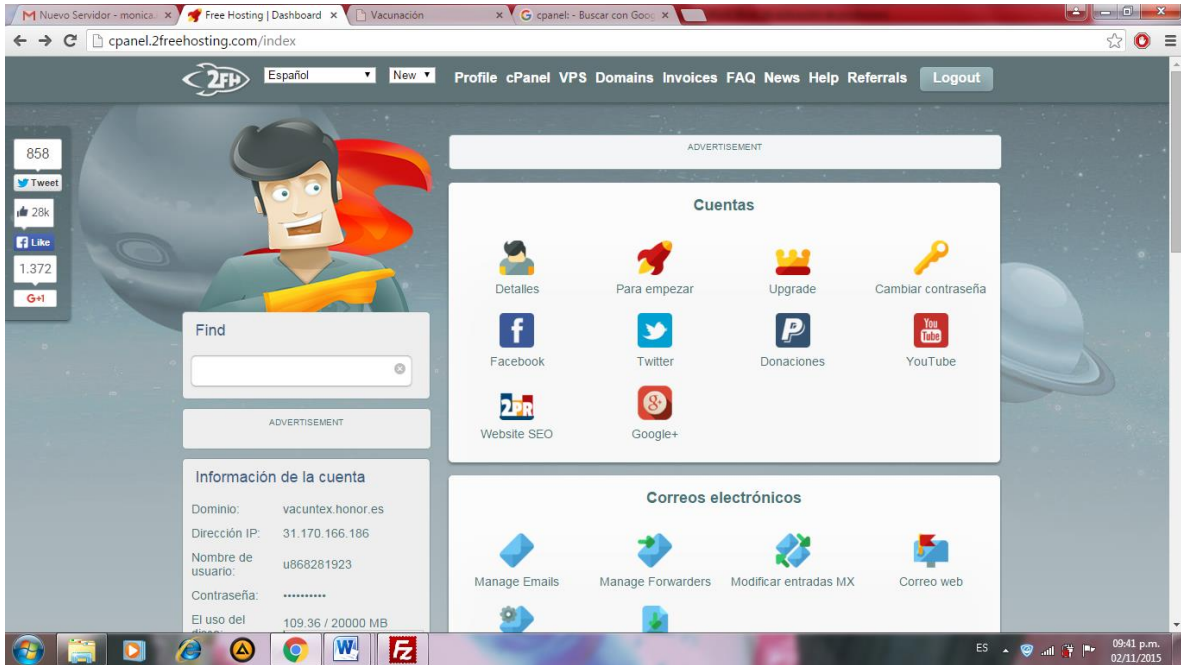 Nuevo Servidor - monica.
Free Hosting | Dashboard
Vacunación
cpanel: - Buscar con Goog
cpanel.2freehosting.com/index
2FH
Español
New
Profile cPanel VPS Domains Invoices FAQ News Help Referrals Logout
858
Tweet
28k
Like
1.372
G+1
ADVERTISEMENT
Cuentas
Detalles Para empezar Upgrade Cambiar contraseña
You
Tube
Facebook Twitter Donaciones YouTube
2PR
Website SEO Google+
Find
ADVERTISEMENT
Información de la cuenta
Dominio: vacuntex.honor.es
Dirección IP: 31.170.166.186
Nombre de
usuario: u868281923
Contraseña: ••••••••••
El uso del
disco: 109.36 / 20000 MB
Correos electrónicos
Manage Emails Manage Forwarders Modificar entradas MX Correo web
ES
09:41 p.m.
02/11/2015